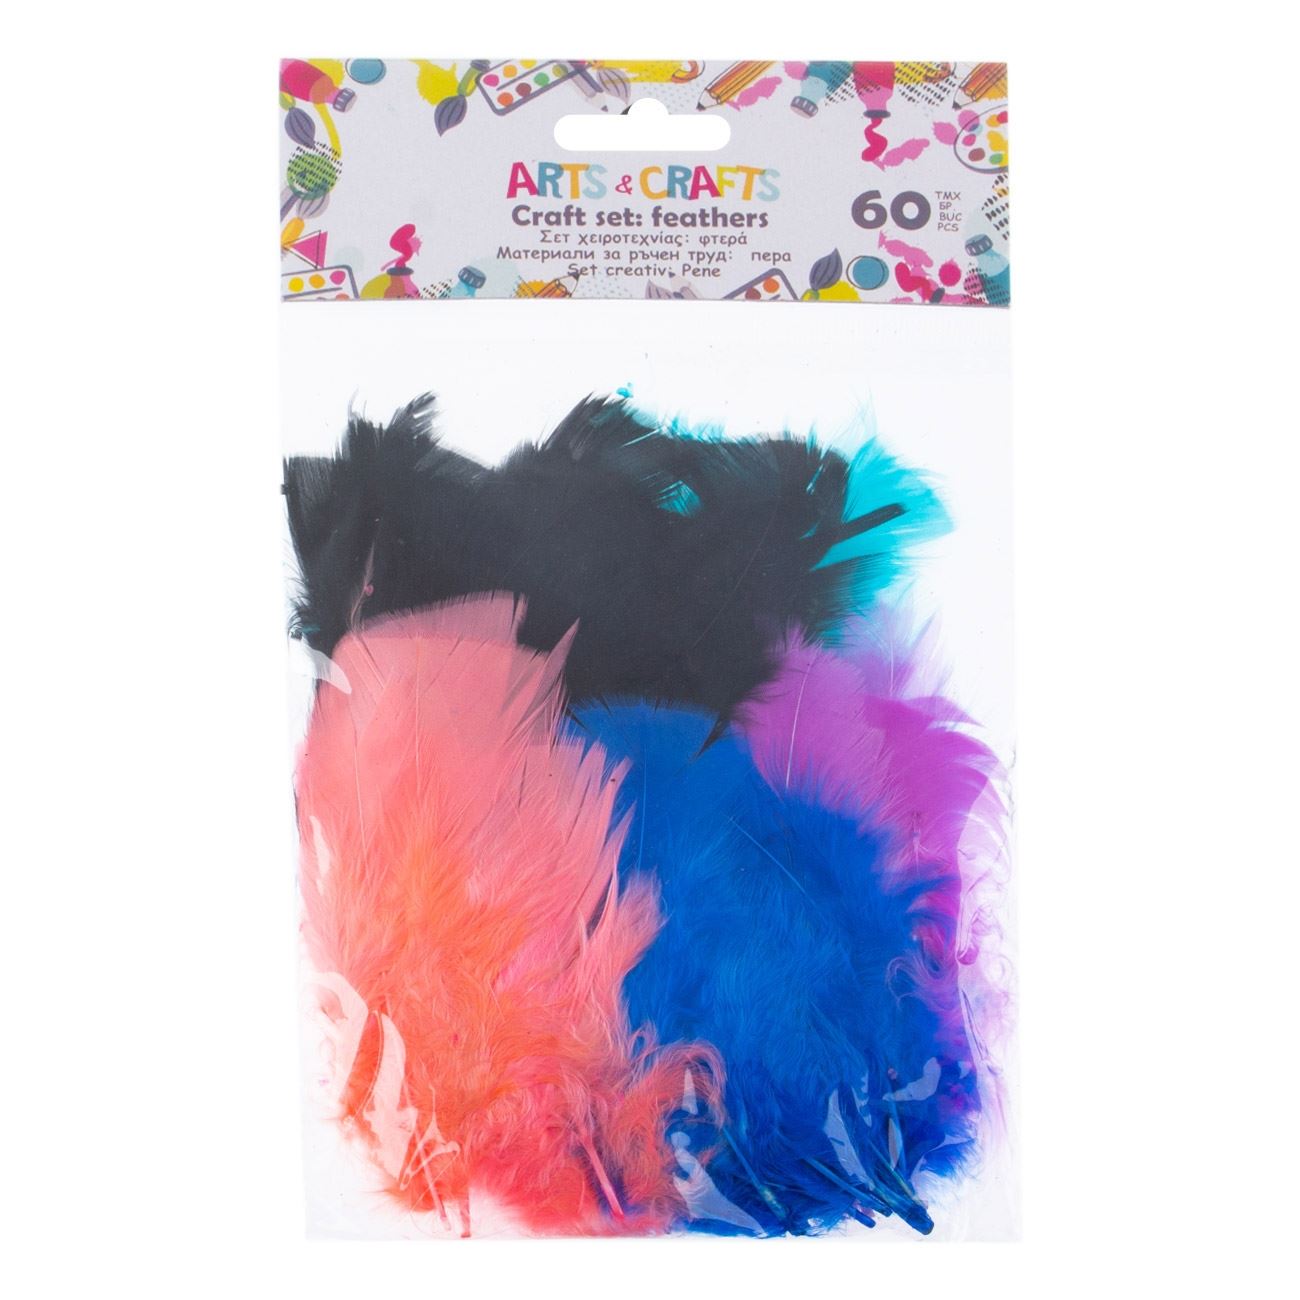 ARTS & CRAFTS
Craft set: feathers
Σετ χειροτεχνίας: φτερά
Материали за ръчен труд: пера
Set creativ: Pene
60
ΤΜΧ
БР
BUC
PCS